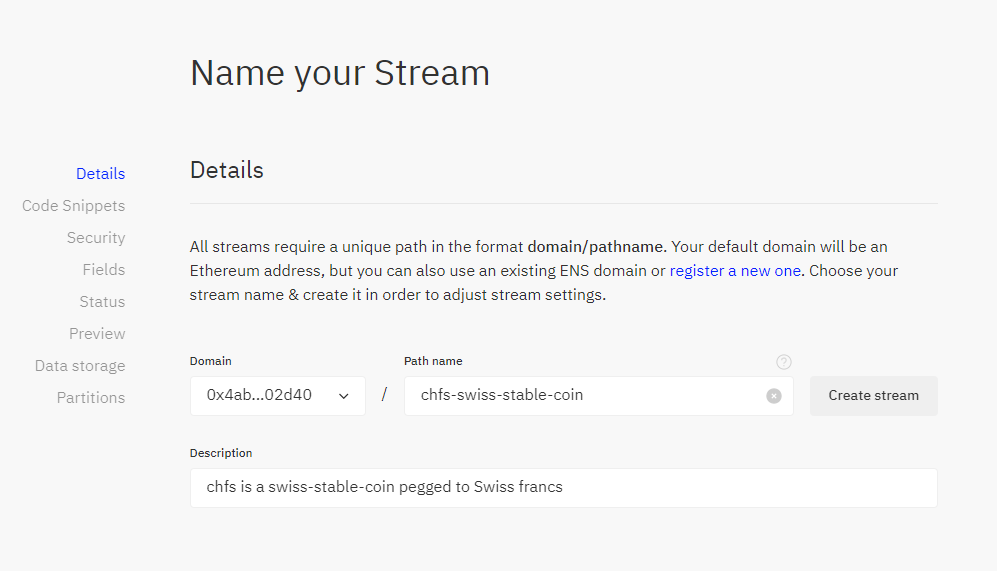 Name your Stream
Details
Code Snippets
Security
Fields
Status
Preview
Data storage
Partitions
Details
All streams require a unique path in the format domain/pathname. Your default domain will be an
Ethereum address, but you can also use an existing ENS domain or register a new one. Choose your
stream name & create it in order to adjust stream settings.
Domain
Path name
?
0x4ab...02d40
/
chfs-swiss-stable-coin
Create stream
Description
chfs is a swiss-stable-coin pegged to Swiss francs